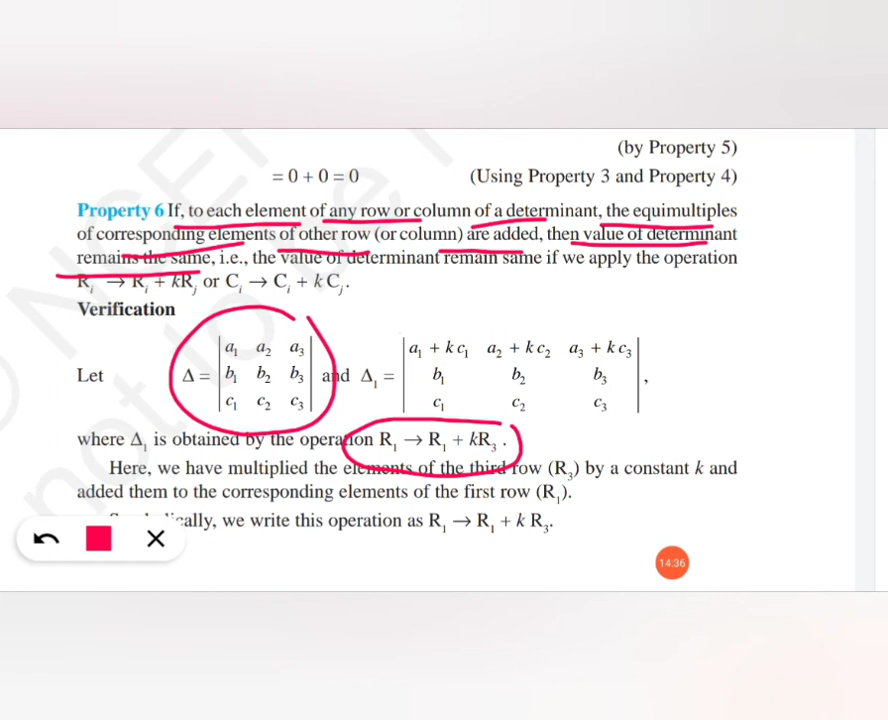 (by Property 5)
= 0 + 0 = 0 (Using Property 3 and Property 4)
Property 6 If, to each element of any row or column of a determinant, the equimultiples
of corresponding elements of other row (or column) are added, then value of determinant
remains the same, i.e., the value of determinant remain same if we apply the operation
Rᵢ → Rᵢ + kRⱼ or Cᵢ → Cᵢ + k Cⱼ.
Verification
Let Δ = | a₁ a₂ a₃ | and Δ₁ = | a₁ + k c₁ a₂ + k c₂ a₃ + k c₃ |,
b₁ b₂ b₃ b₁ b₂ b₃
c₁ c₂ c₃ c₁ c₂ c₃
where Δ₁ is obtained by the operation R₁ → R₁ + kR₃ .
Here, we have multiplied the elements of the third row (R₃) by a constant k and
added them to the corresponding elements of the first row (R₁).
we write this operation as R₁ → R₁ + k R₃.
14:36